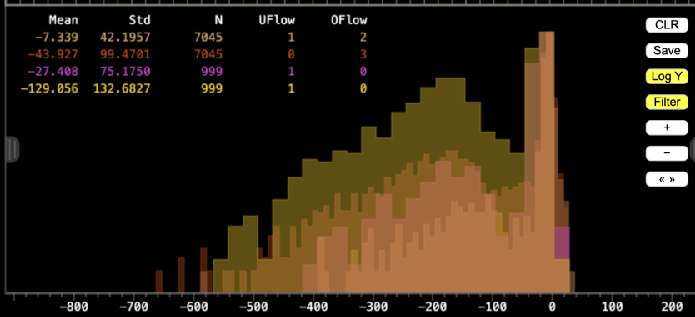 Mean Std N UFlow OFlow
-7.339 42.1957 7045 1 2
-43.927 99.4701 7045 0 3
-27.408 75.1750 999 1 0
-129.056 132.6827 999 1 0
CLR
Save
Log Y
Filter
+
−
« »
-800 -700 -600 -500 -400 -300 -200 -100 0 100 200